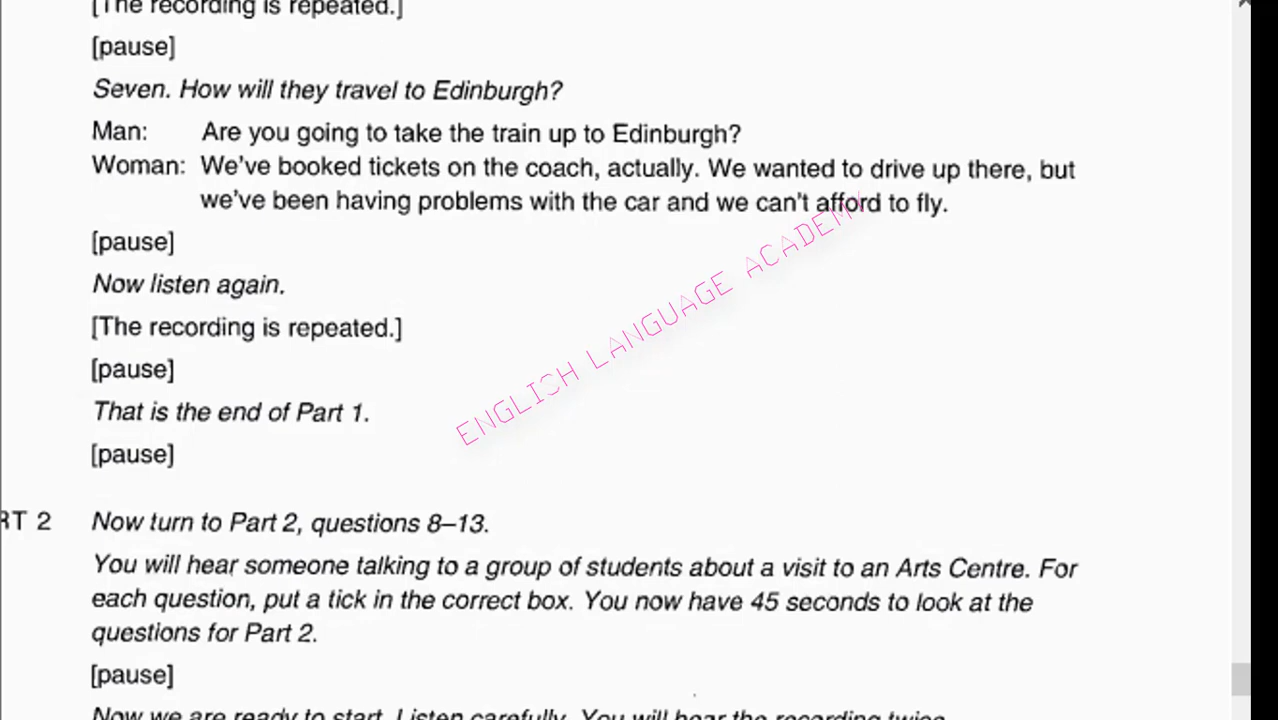 [The recording is repeated.]
[pause]
Seven. How will they travel to Edinburgh?
Man: Are you going to take the train up to Edinburgh?
Woman: We've booked tickets on the coach, actually. We wanted to drive up there, but
we've been having problems with the car and we can't afford to fly.
[pause]
Now listen again.
[The recording is repeated.]
[pause]
That is the end of Part 1.
[pause]
ENGLISH LANGUAGE ACADEMY
RT 2 Now turn to Part 2, questions 8–13.
You will hear someone talking to a group of students about a visit to an Arts Centre. For
each question, put a tick in the correct box. You now have 45 seconds to look at the
questions for Part 2.
[pause]
Now we are ready to start. Listen carefully. You will hear the recording twice.